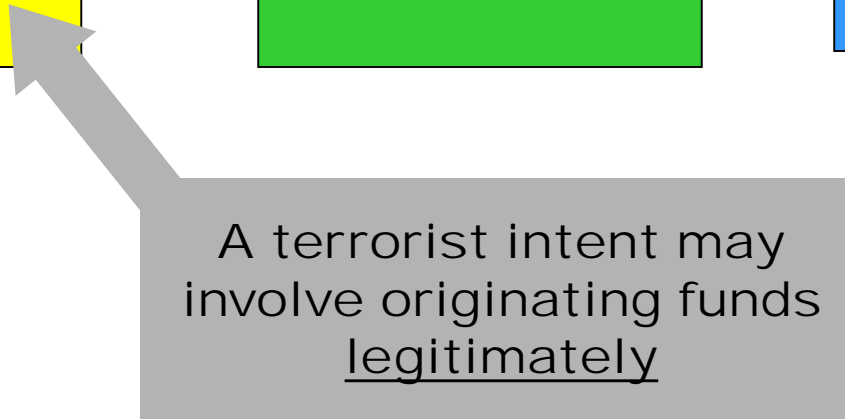 A terrorist intent may
involve originating funds
legitimately